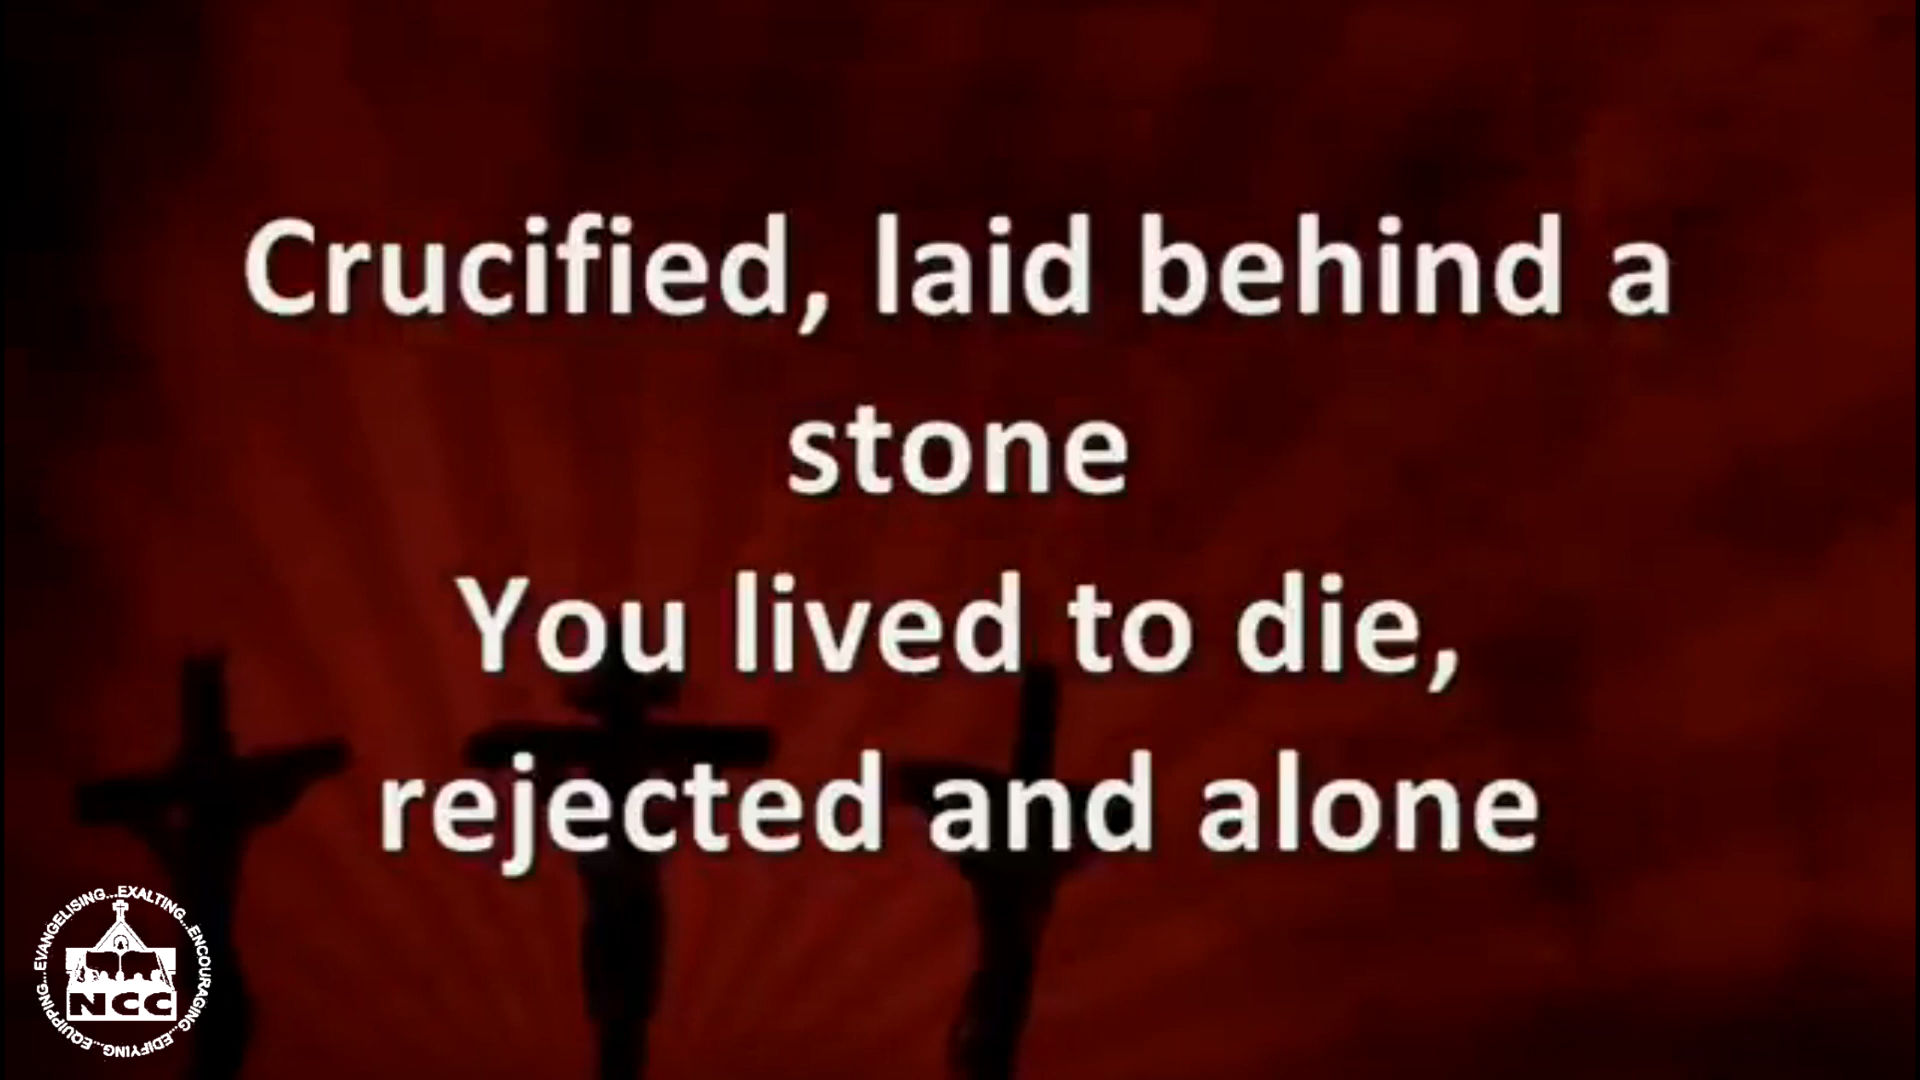 Crucified, laid behind a
stone
You lived to die,
rejected and alone
EQUIPPING...EVANGELISING...EXALTING...ENCOURAGING...EDIFYING...
NCC